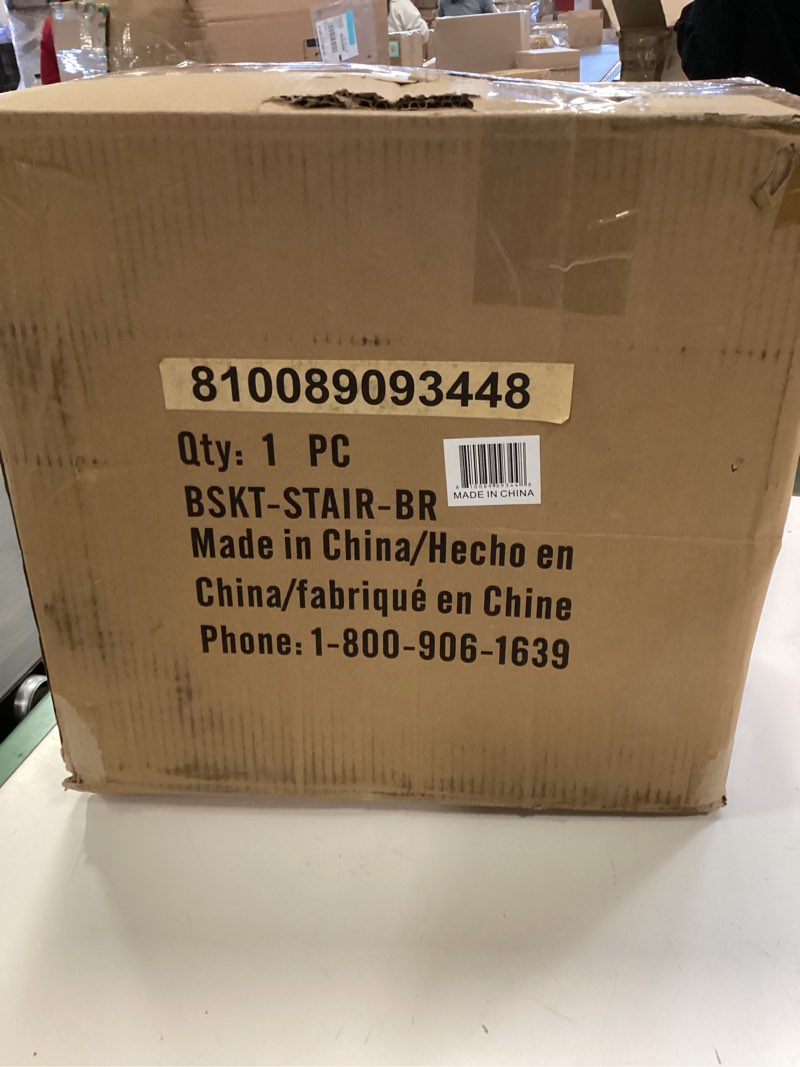 810089093448
Qty: 1 PC
BSKT-STAIR-BR
MADE IN CHINA
Made in China/Hecho en
China/fabriqué en Chine
Phone: 1-800-906-1639